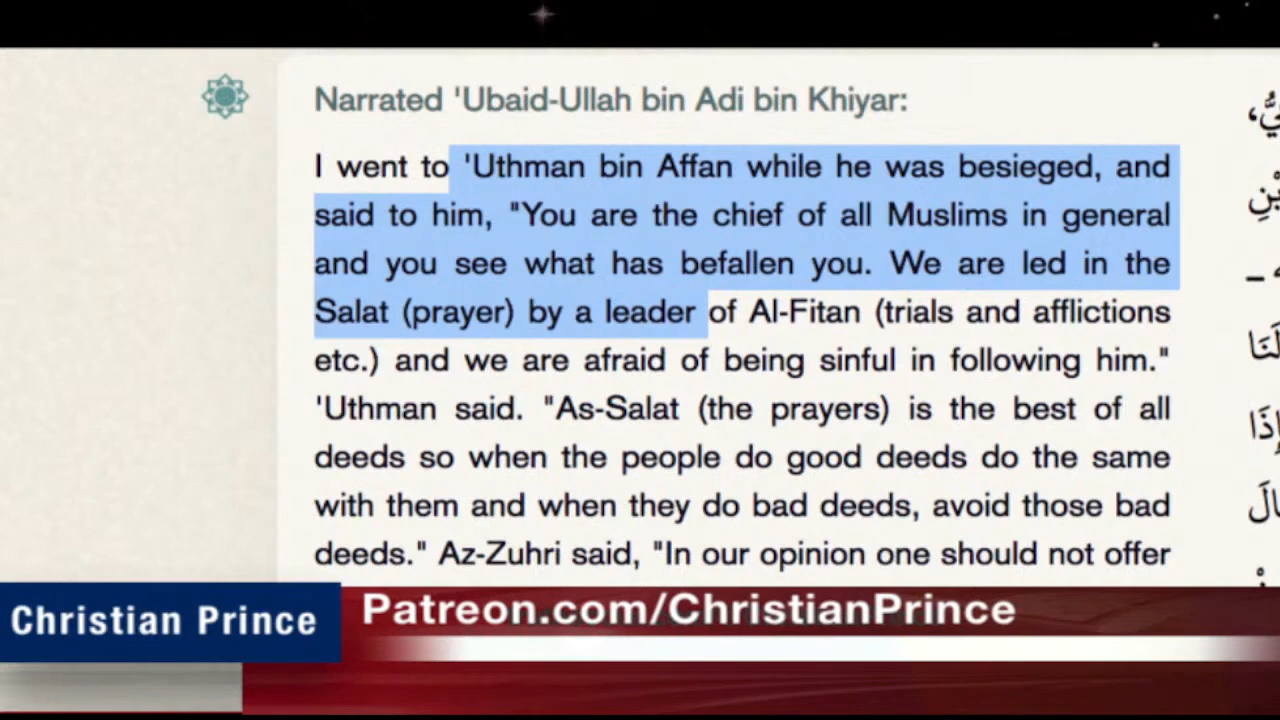 Narrated 'Ubaid-Ullah bin Adi bin Khiyar:
I went to 'Uthman bin Affan while he was besieged, and
said to him, "You are the chief of all Muslims in general
and you see what has befallen you. We are led in the
Salat (prayer) by a leader of Al-Fitan (trials and afflictions
etc.) and we are afraid of being sinful in following him."
'Uthman said. "As-Salat (the prayers) is the best of all
deeds so when the people do good deeds do the same
with them and when they do bad deeds, avoid those bad
deeds." Az-Zuhri said, "In our opinion one should not offer
Christian Prince
Patreon.com/ChristianPrince